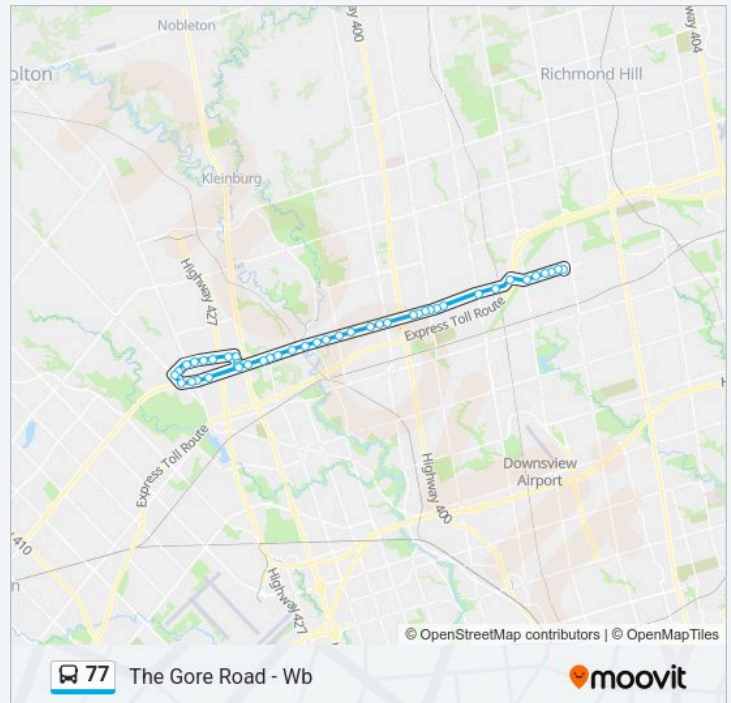 Nobleton
Highway 400
Highway 404
olton
Richmond Hill
Kleinburg
Highway 427
Express Toll Route
Express Toll Route
Downsview
Airport
Highway 400
H
410
n
Highway 427
© OpenStreetMap contributors | © OpenMapTiles
77 The Gore Road - Wb
moovit